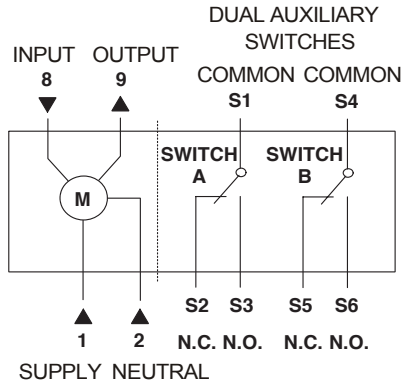 DUAL AUXILIARY
SWITCHES
INPUT OUTPUT
8 9
COMMON COMMON
S1 S4
SWITCH SWITCH
A B
M
S2 S3 S5 S6
1 2
N.C. N.O. N.C. N.O.
SUPPLY NEUTRAL